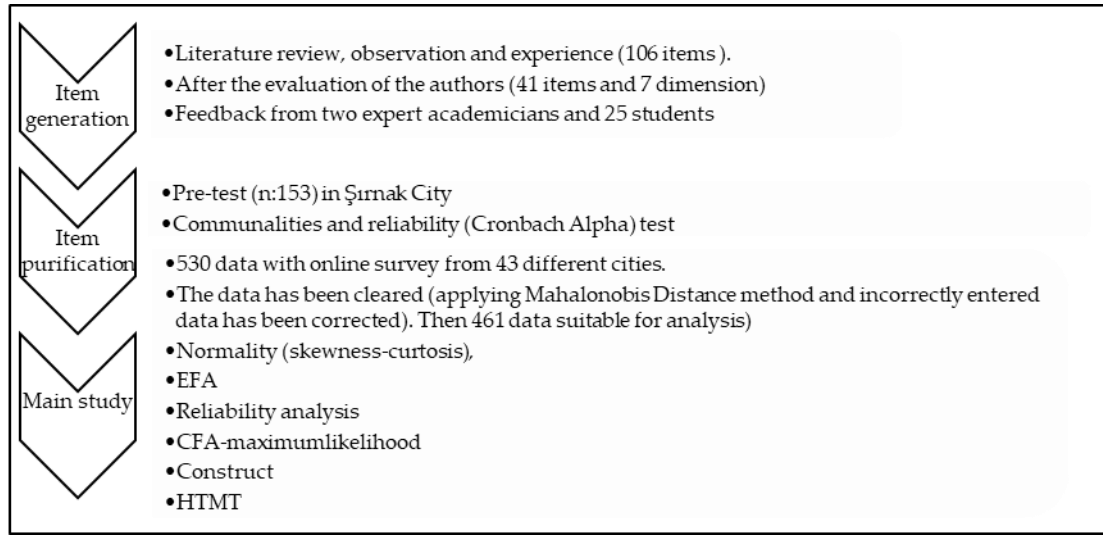 Item
generation
•Literature review, observation and experience (106 items ).
•After the evaluation of the authors (41 items and 7 dimension)
•Feedback from two expert academicians and 25 students
Item
purification
•Pre-test (n:153) in Şırnak City
•Communalities and reliability (Cronbach Alpha) test
Main study
•530 data with online survey from 43 different cities.
•The data has been cleared (applying Mahalonobis Distance method and incorrectly entered
data has been corrected). Then 461 data suitable for analysis)
•Normality (skewness-curtosis),
•EFA
•Reliability analysis
•CFA-maximumlikelihood
•Construct
•HTMT